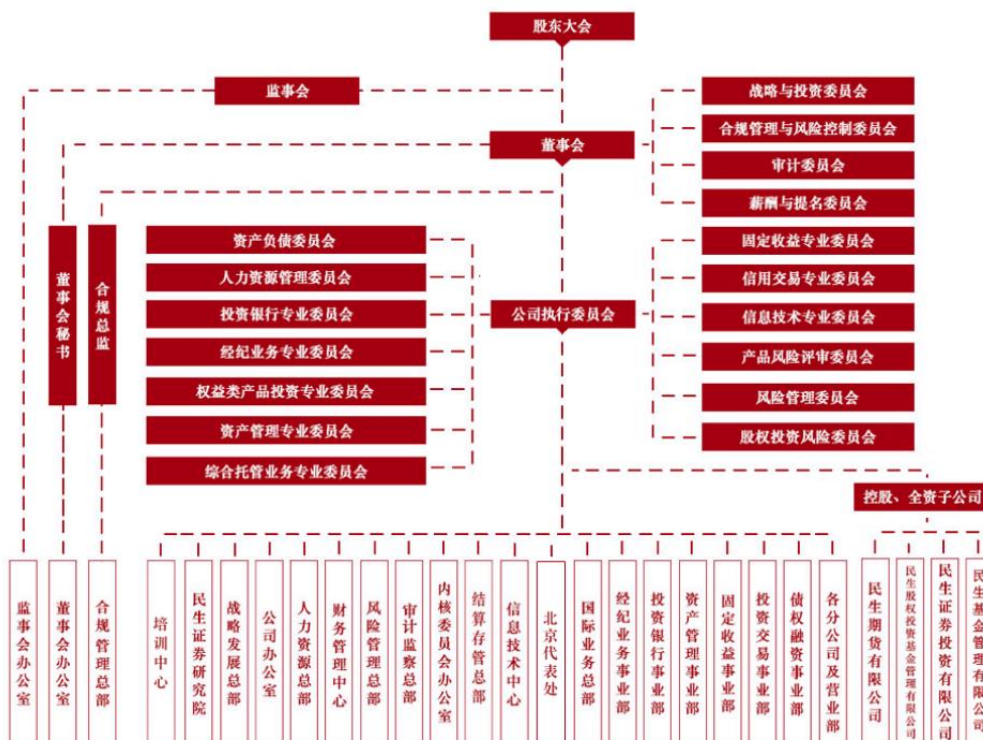 股东大会
监事会
董事会
战略与投资委员会
合规管理与风险控制委员会
审计委员会
薪酬与提名委员会
董事会秘书
合规总监
资产负债委员会
人力资源管理委员会
投资银行专业委员会
经纪业务专业委员会
权益类产品投资专业委员会
资产管理专业委员会
综合托管业务专业委员会
公司执行委员会
固定收益专业委员会
信用交易专业委员会
信息技术专业委员会
产品风险评审委员会
风险管理委员会
股权投资风险委员会
控股、全资子公司
监事会办公室
董事会办公室
合规管理总部
培训中心
民生证券研究院
战略发展总部
公司办公室
人力资源总部
财务管理中心
风险管理总部
审计监察总部
内核委员会办公室
结算存管总部
信息技术中心
北京代表处
国际业务总部
经纪业务事业部
投资银行事业部
资产管理事业部
固定收益事业部
投资交易事业部
债权融资事业部
各分公司及营业部
民生期货有限公司
民生股权投资基金管理有限公司
民生证券投资有限公司
民生基金管理有限公司